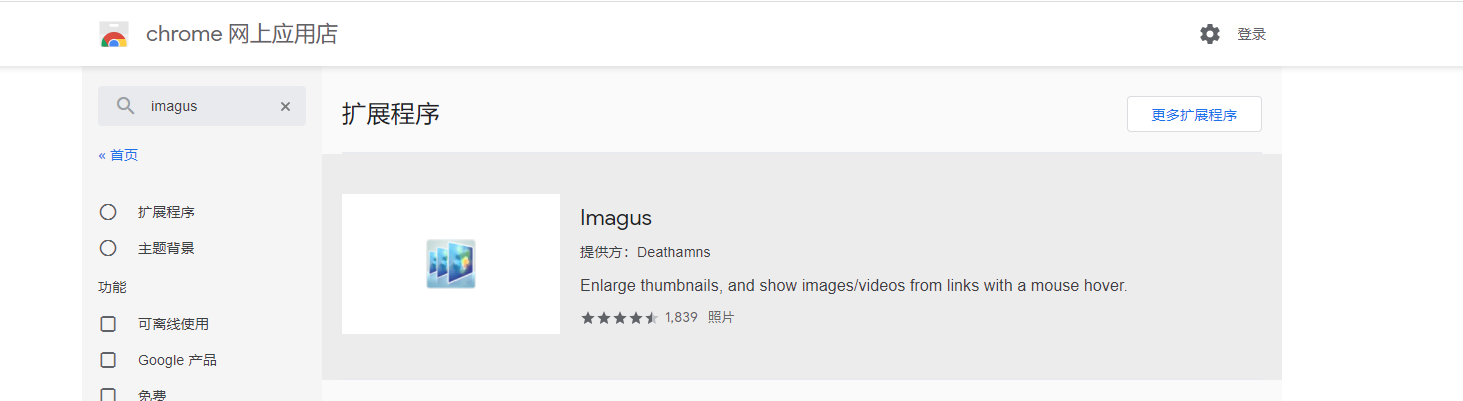 chrome 网上应用店
登录
imagus
« 首页
扩展程序
主题背景
功能
可离线使用
Google 产品
免费
扩展程序
更多扩展程序
Imagus
提供方：Deathamns
Enlarge thumbnails, and show images/videos from links with a mouse hover.
1,839 照片